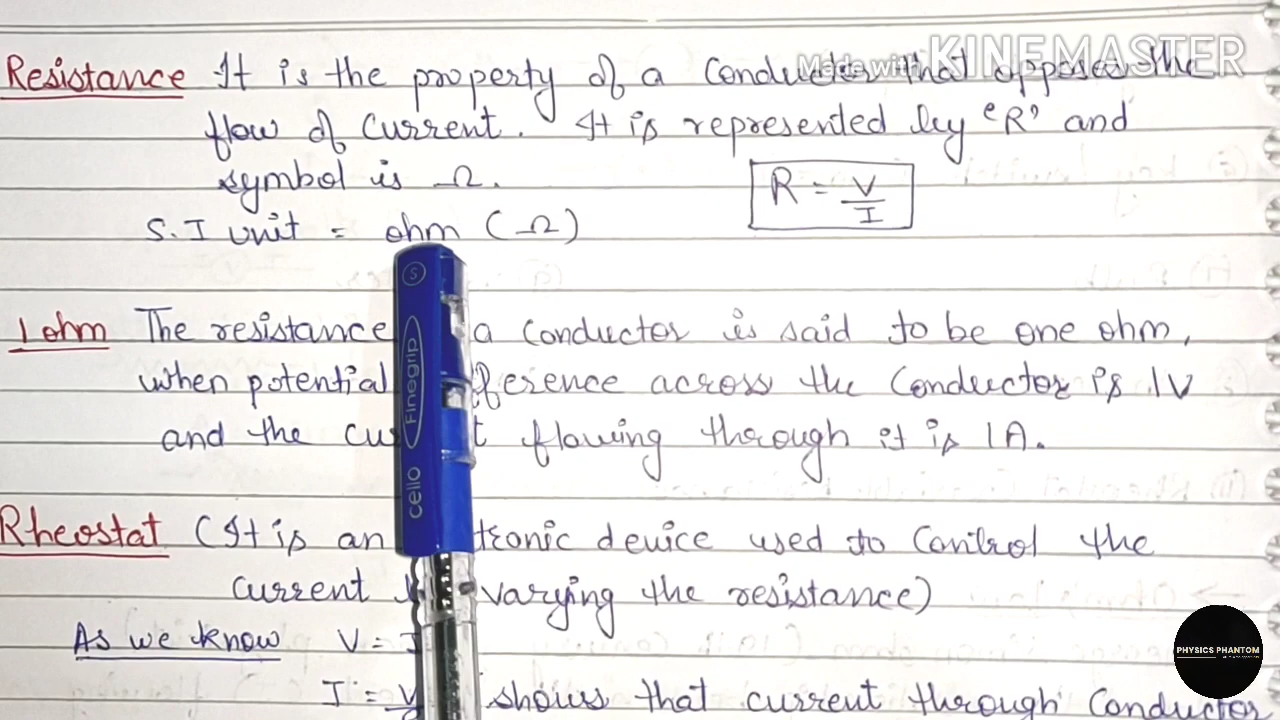 Made with KINEMASTER
Resistance It is the property of a Conductor that opposes the
flow of Current. It is represented by 'R' and
symbol is Ω.
R = V/I
S.I unit = ohm (Ω)
1 ohm The resistance a Conductor is said to be one ohm,
when potential fference across the Conductor is 1V
and the cu t flowing through it is 1A.
S
Finegrip
cello
Rheostat (It is an tronic device used to Control the
current varying the resistance)
As we know V = I
I = V shows that current through Conductor
PHYSICS PHANTOM